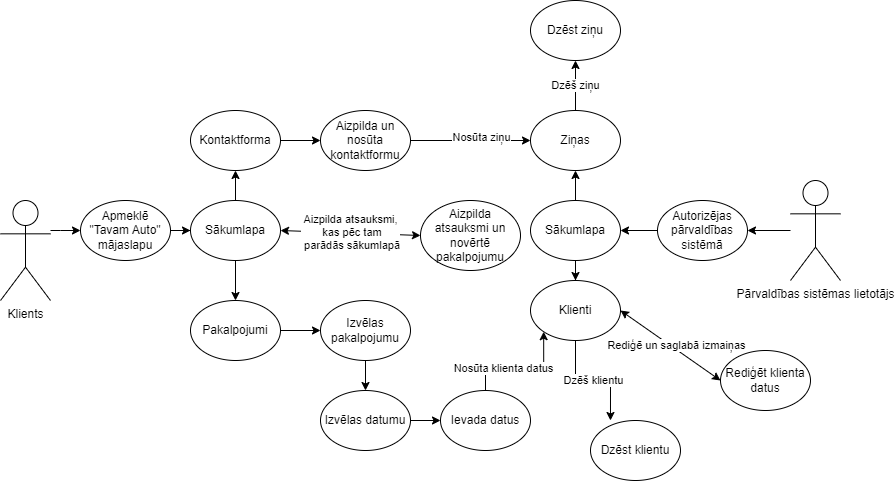 Dzēst ziņu
Dzēš ziņu
Kontaktforma
Aizpilda un
nosūta
kontaktformu
Nosūta ziņu
Ziņas
Apmeklē
"Tavam Auto"
mājaslapu
Sākumlapa
Aizpilda atsauksmi,
kas pēc tam
parādās sākumlapā
Aizpilda
atsauksmi un
novērtē
pakalpojumu
Sākumlapa
Autorizējas
pārvaldības
sistēmā
Pārvaldības sistēmas lietotājs
Klients
Pakalpojumi
Izvēlas
pakalpojumu
Klienti
Rediģē un saglabā izmaiņas
Nosūta klienta datus
Dzēš klientu
Rediģēt klienta
datus
Izvēlas datumu
Ievada datus
Dzēst klientu